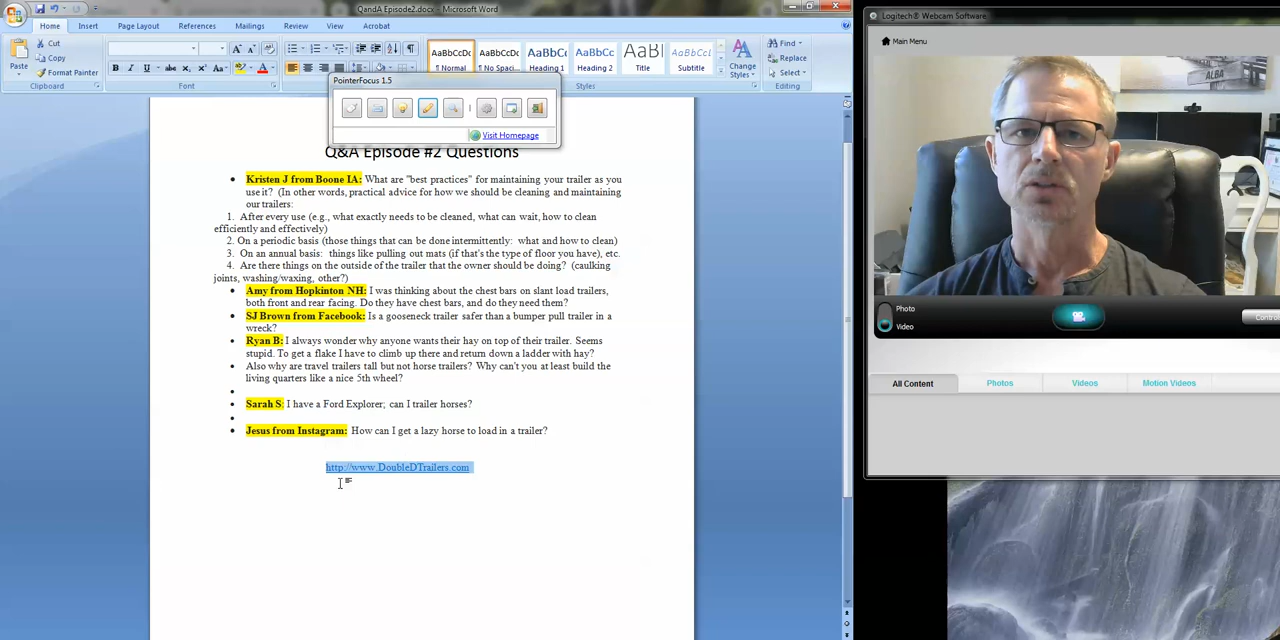 QandA Episode2.docx - Microsoft Word
Home Insert Page Layout References Mailings Review View Acrobat
Paste
Cut
Copy
Format Painter
Clipboard
Font
AaBbCcDc AaBbCcDc AaBbCc AaBbCc AaBl AaBbCcL
¶ Normal ¶ No Spaci... Heading 1 Heading 2 Title Subtitle
Change
Styles
Styles
Find
Replace
Select
Editing
PointerFocus 1.5
Visit Homepage
Q&A Episode #2 Questions
• Kristen J from Boone IA: What are "best practices" for maintaining your trailer as you
use it? (In other words, practical advice for how we should be cleaning and maintaining
our trailers:
1. After every use (e.g., what exactly needs to be cleaned, what can wait, how to clean
efficiently and effectively)
2. On a periodic basis (those things that can be done intermittently: what and how to clean)
3. On an annual basis: things like pulling out mats (if that's the type of floor you have), etc.
4. Are there things on the outside of the trailer that the owner should be doing? (caulking
joints, washing/waxing, other?)
• Amy from Hopkinton NH: I was thinking about the chest bars on slant load trailers,
both front and rear facing. Do they have chest bars, and do they need them?
• SJ Brown from Facebook: Is a gooseneck trailer safer than a bumper pull trailer in a
wreck?
• Ryan B: I always wonder why anyone wants their hay on top of their trailer. Seems
stupid. To get a flake I have to climb up there and return down a ladder with hay?
• Also why are travel trailers tall but not horse trailers? Why can't you at least build the
living quarters like a nice 5th wheel?
• Sarah S: I have a Ford Explorer; can I trailer horses?
• Jesus from Instagram: How can I get a lazy horse to load in a trailer?
http://www.DoubleDTrailers.com
Logitech® Webcam Software
Main Menu
ALBA
Photo
Video
All Content Photos Videos Motion Videos